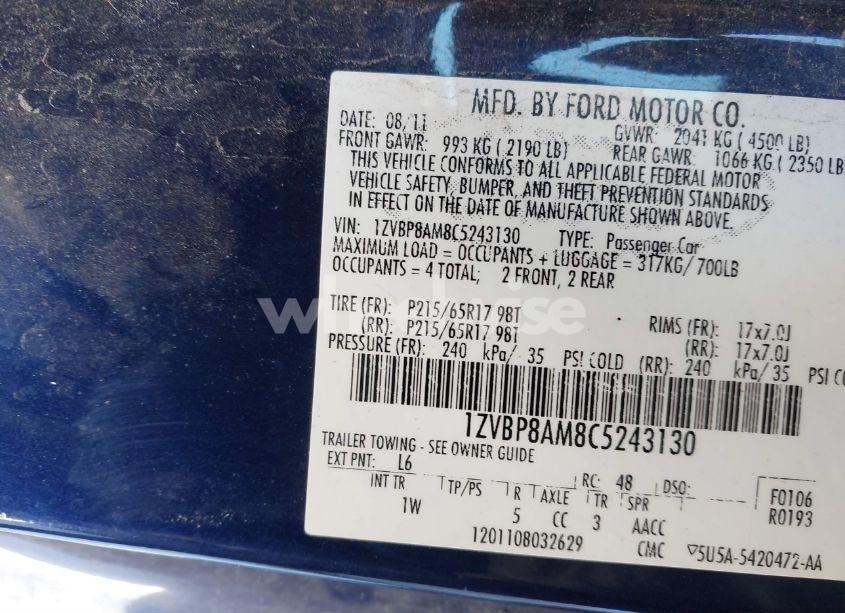 MFD. BY FORD MOTOR CO.
DATE: 08/11 GVWR: 2041 KG ( 4500 LB)
FRONT GAWR: 993 KG ( 2190 LB) REAR GAWR: 1066 KG ( 2350 LB
THIS VEHICLE CONFORMS TO ALL APPLICABLE FEDERAL MOTOR
VEHICLE SAFETY, BUMPER, AND THEFT PREVENTION STANDARDS
IN EFFECT ON THE DATE OF MANUFACTURE SHOWN ABOVE.
VIN: 1ZVBP8AM8C5243130 TYPE: Passenger Car
MAXIMUM LOAD = OCCUPANTS + LUGGAGE = 317KG/ 700LB
OCCUPANTS = 4 TOTAL; 2 FRONT, 2 REAR
TIRE (FR): P215/65R17 98T RIMS (FR): 17x7.0J
(RR): P215/65R17 98T (RR): 17x7.0J
PRESSURE (FR): 240 kPa/ 35 PSI COLD (RR): 240 kPa/ 35 PSI CO
1ZVBP8AM8C5243130
TRAILER TOWING - SEE OWNER GUIDE
EXT PNT: L6 RC: 48 DSO: F0106
INT TR TP/PS R AXLE TR SPR R0193
1W 5 CC 3 AACC
1201108032629 CMC ▽5U5A-5420472-AA